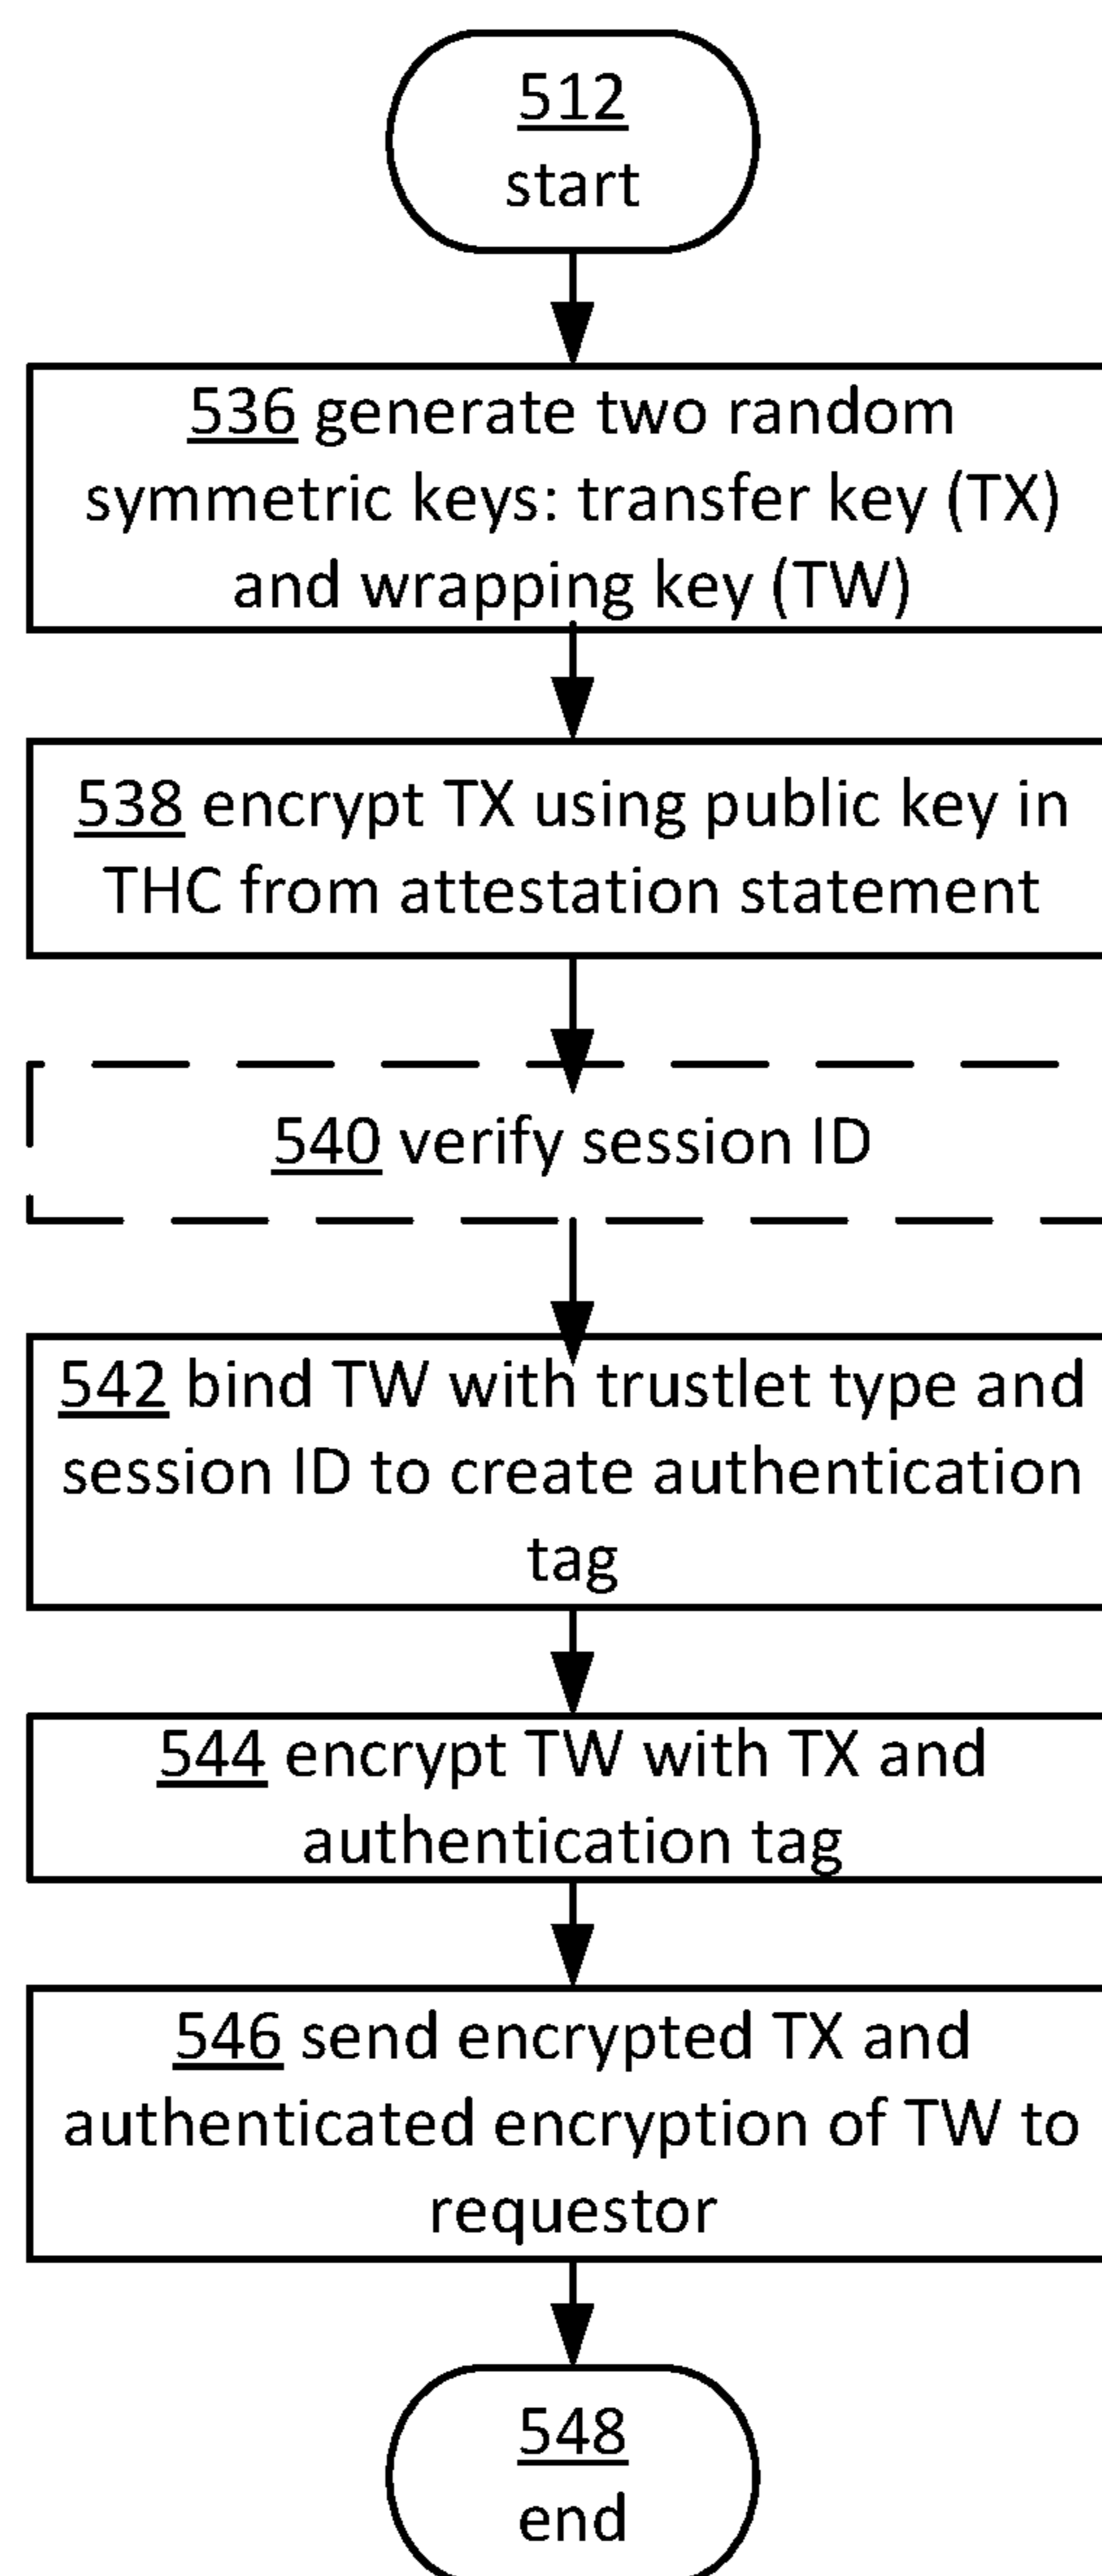 512
start
536 generate two random
symmetric keys: transfer key (TX)
and wrapping key (TW)
538 encrypt TX using public key in
THC from attestation statement
540 verify session ID
542 bind TW with trustlet type and
session ID to create authentication
tag
544 encrypt TW with TX and
authentication tag
546 send encrypted TX and
authenticated encryption of TW to
requestor
548
end